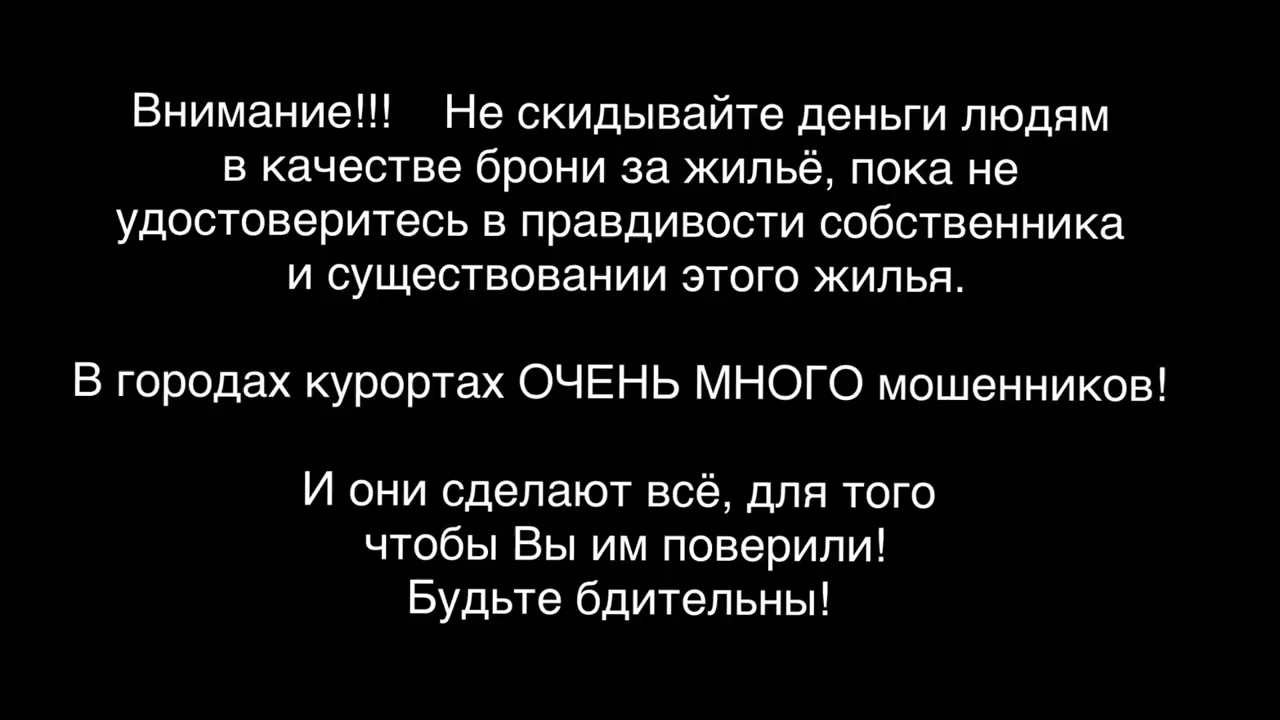 Внимание!!! Не скидывайте деньги людям
в качестве брони за жильё, пока не
удостоверитесь в правдивости собственника
и существовании этого жилья.
В городах курортах ОЧЕНЬ МНОГО мошенников!
И они сделают всё, для того
чтобы Вы им поверили!
Будьте бдительны!